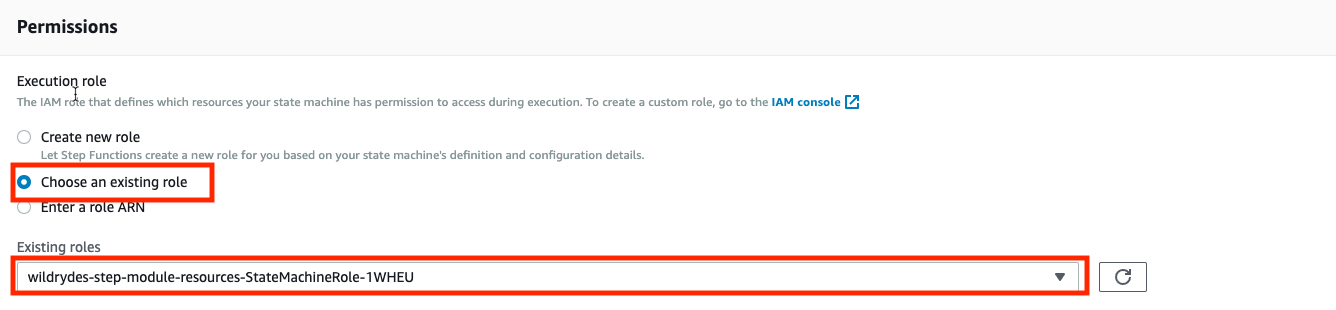 Permissions
Execution role
The IAM role that defines which resources your state machine has permission to access during execution. To create a custom role, go to the IAM console
Create new role
Let Step Functions create a new role for you based on your state machine's definition and configuration details.
Choose an existing role
Enter a role ARN
Existing roles
wildrydes-step-module-resources-StateMachineRole-1WHEU